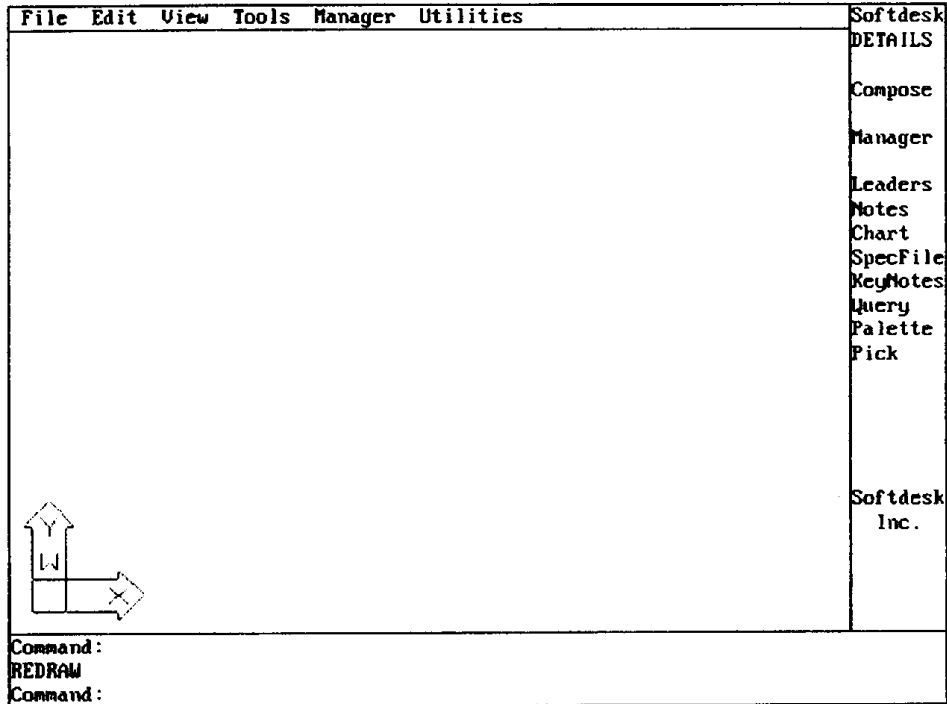 File Edit View Tools Manager Utilities
Softdesk
DETAILS
Compose
Manager
Leaders
Notes
Chart
SpecFile
KeyNotes
Query
Palette
Pick
Softdesk
Inc.
Y
W
X
Command:
REDRAW
Command: